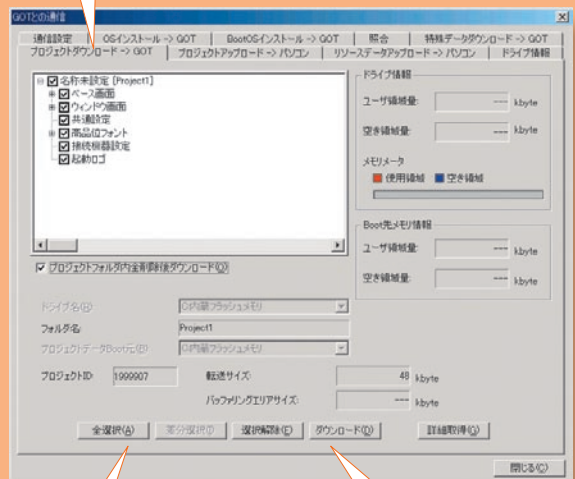 GOTとの通信
通信設定 OSインストール -> GOT BootOSインストール -> GOT 照合 特殊データダウンロード -> GOT
プロジェクトダウンロード -> GOT プロジェクトアップロード -> パソコン リソースデータアップロード -> パソコン ドライブ情報
名称未設定 [Project1]
ベース画面
ウィンドウ画面
共通設定
高品位フォント
接続機器設定
起動ロゴ
プロジェクトフォルダ内全削除後ダウンロード(Q)
ドライブ情報
ユーザ領域量: --- kbyte
空き領域量: --- kbyte
メモリメータ
使用領域 空き領域
Boot先メモリ情報
ユーザ領域量: --- kbyte
空き領域量: --- kbyte
ドライブ名(R): C:内蔵フラッシュメモリ
フォルダ名: Project1
プロジェクトデータBoot元(P): C:内蔵フラッシュメモリ
プロジェクトID: 1999907 転送サイズ: 48 kbyte
バッファリングエリアサイズ: --- kbyte
全選択(A) 差分選択(I) 選択解除(E) ダウンロード(D) 詳細取得(G)
閉じる(C)